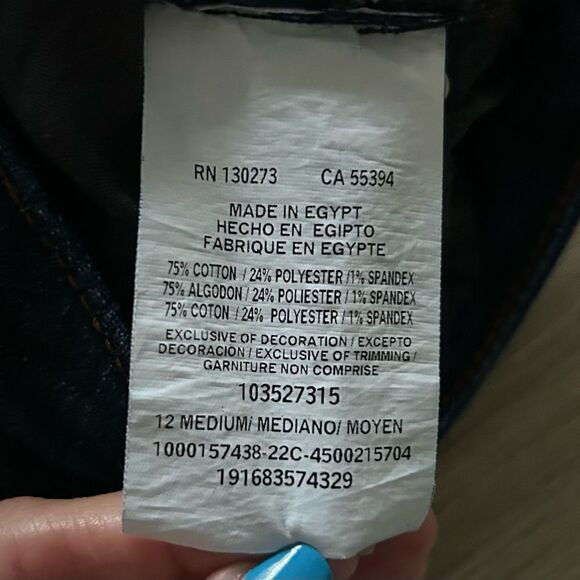 RN 130273 CA 55394
MADE IN EGYPT
HECHO EN EGIPTO
FABRIQUE EN EGYPTE
75% COTTON / 24% POLYESTER /1% SPANDEX
75% ALGODON / 24% POLIESTER / 1% SPANDEX
75% COTON / 24% POLYESTER / 1% SPANDEX
EXCLUSIVE OF DECORATION / EXCEPTO
DECORACION / EXCLUSIVE OF TRIMMING /
GARNITURE NON COMPRISE
103527315
12 MEDIUM/ MEDIANO/ MOYEN
1000157438-22C-4500215704
191683574329